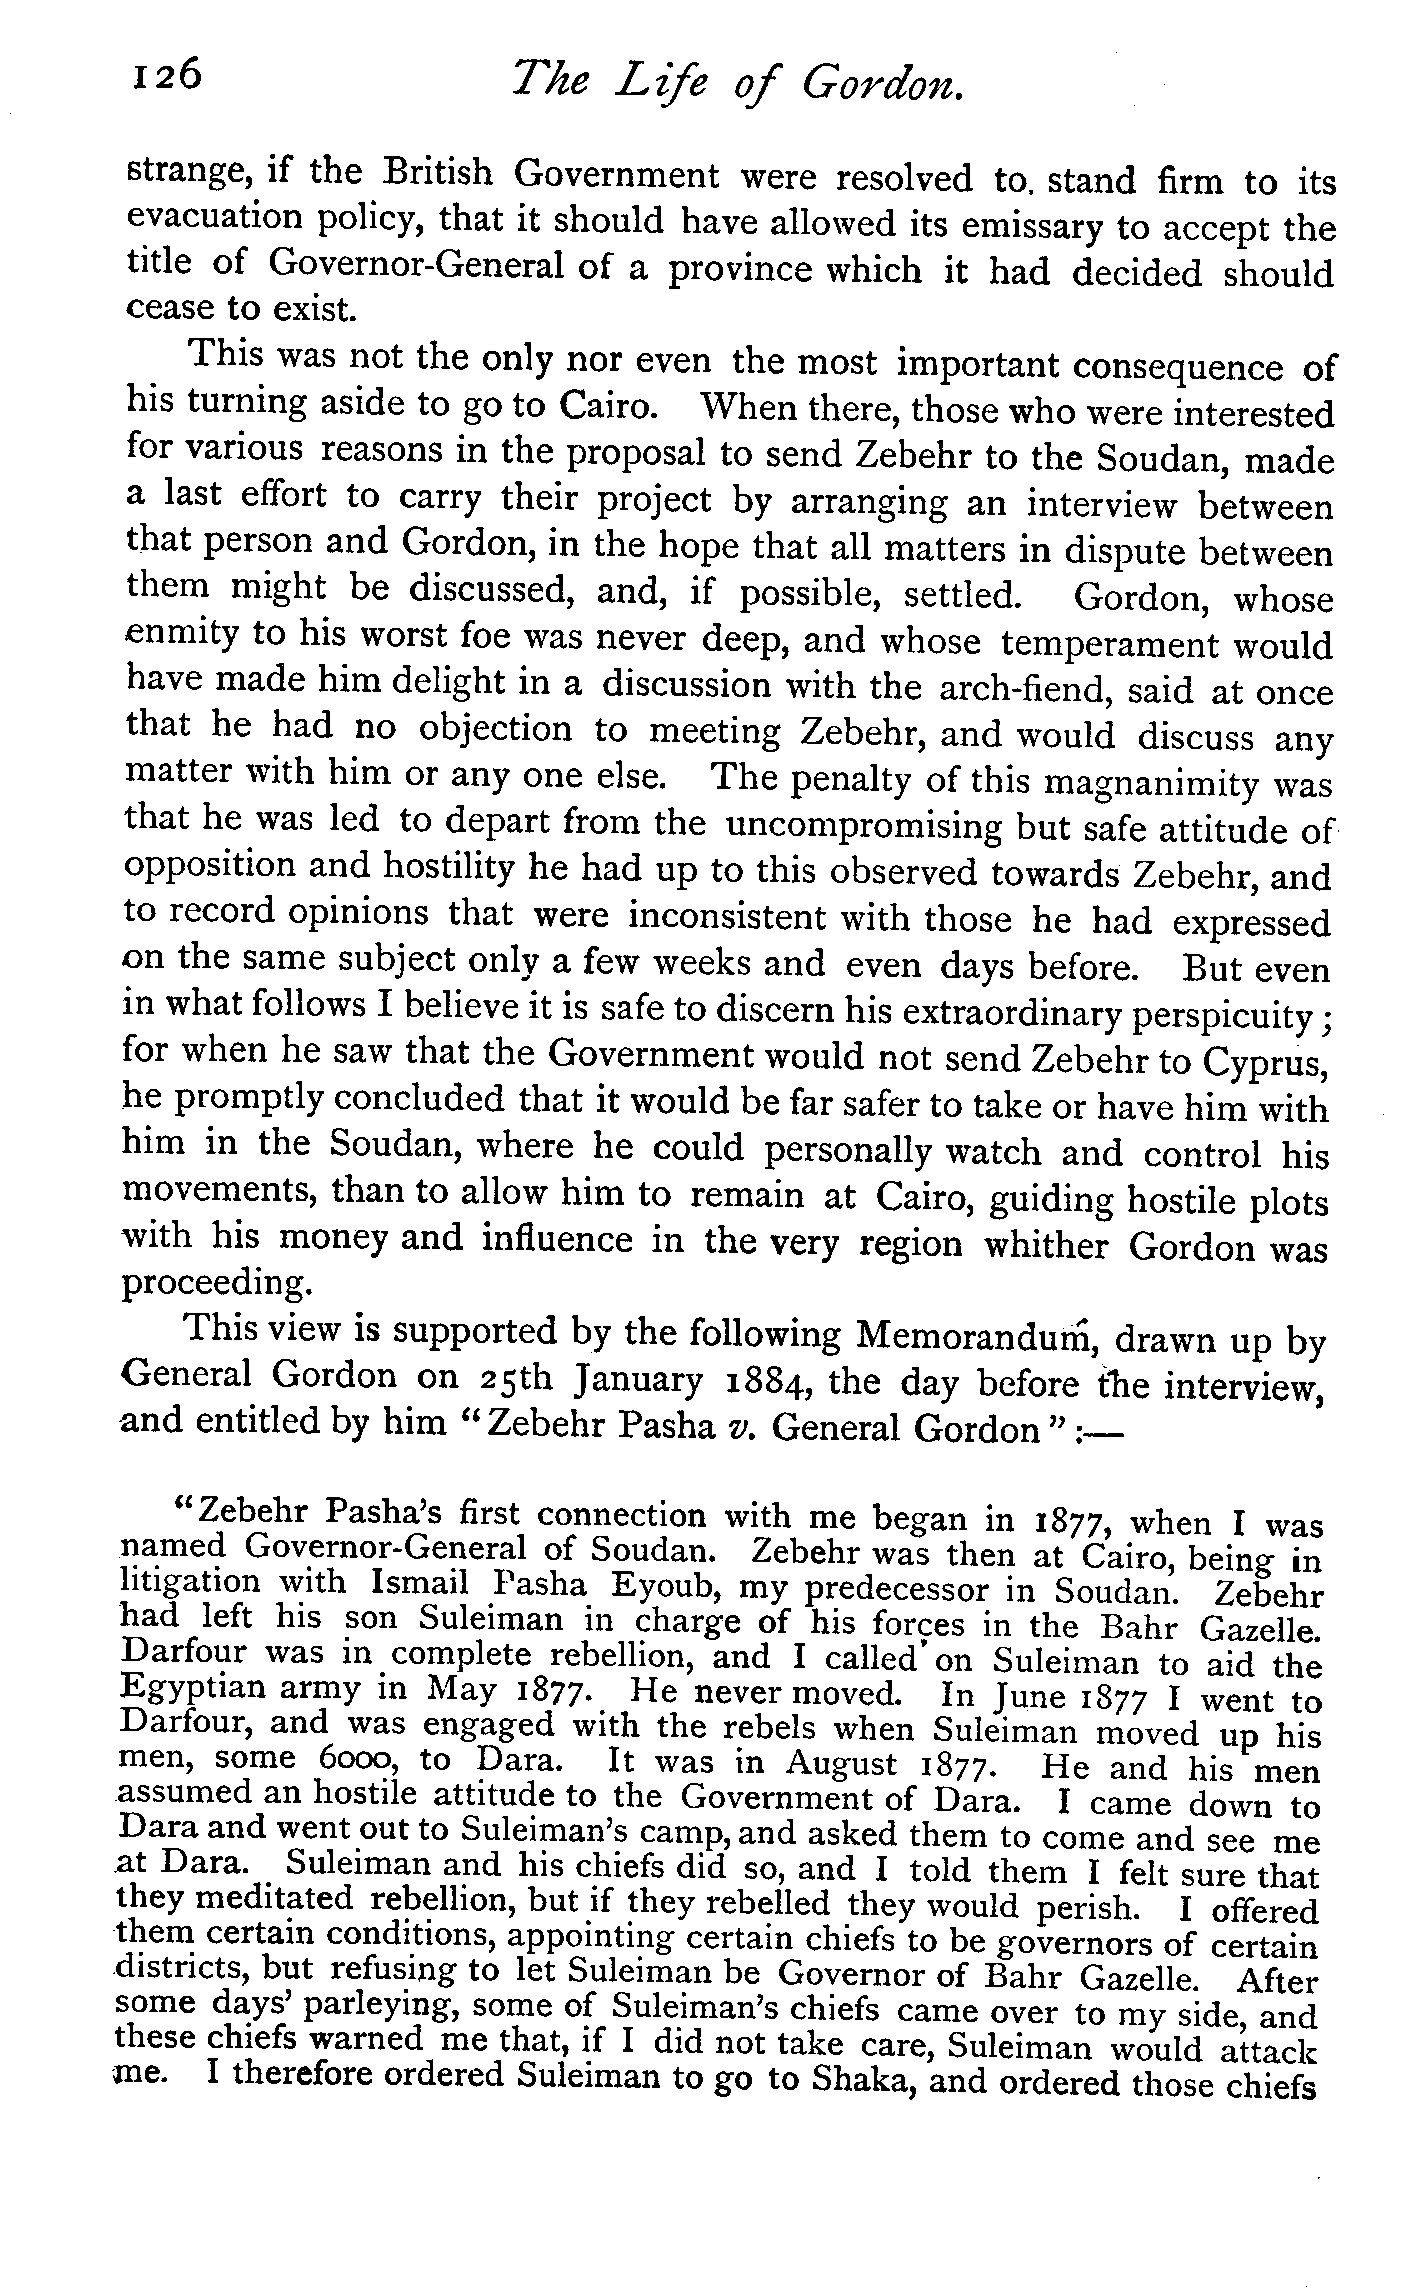 126 The Life of Gordon.
strange, if the British Government were resolved to. stand firm to its
evacuation policy, that it should have allowed its emissary to accept the
title of Governor-General of a province which it had decided should
cease to exist.
This was not the only nor even the most important consequence of
his turning aside to go to Cairo. When there, those who were interested
for various reasons in the proposal to send Zebehr to the Soudan, made
a last effort to carry their project by arranging an interview between
that person and Gordon, in the hope that all matters in dispute between
them might be discussed, and, if possible, settled. Gordon, whose
enmity to his worst foe was never deep, and whose temperament would
have made him delight in a discussion with the arch-fiend, said at once
that he had no objection to meeting Zebehr, and would discuss any
matter with him or any one else. The penalty of this magnanimity was
that he was led to depart from the uncompromising but safe attitude of
opposition and hostility he had up to this observed towards Zebehr, and
to record opinions that were inconsistent with those he had expressed
on the same subject only a few weeks and even days before. But even
in what follows I believe it is safe to discern his extraordinary perspicuity;
for when he saw that the Government would not send Zebehr to Cyprus,
he promptly concluded that it would be far safer to take or have him with
him in the Soudan, where he could personally watch and control his
movements, than to allow him to remain at Cairo, guiding hostile plots
with his money and influence in the very region whither Gordon was
proceeding.
This view is supported by the following Memorandum, drawn up by
General Gordon on 25th January 1884, the day before the interview,
and entitled by him "Zebehr Pasha v. General Gordon":—
"Zebehr Pasha's first connection with me began in 1877, when I was
named Governor-General of Soudan. Zebehr was then at Cairo, being in
litigation with Ismail Pasha Eyoub, my predecessor in Soudan. Zebehr
had left his son Suleiman in charge of his forces in the Bahr Gazelle.
Darfour was in complete rebellion, and I called on Suleiman to aid the
Egyptian army in May 1877. He never moved. In June 1877 I went to
Darfour, and was engaged with the rebels when Suleiman moved up his
men, some 6000, to Dara. It was in August 1877. He and his men
assumed an hostile attitude to the Government of Dara. I came down to
Dara and went out to Suleiman's camp, and asked them to come and see me
at Dara. Suleiman and his chiefs did so, and I told them I felt sure that
they meditated rebellion, but if they rebelled they would perish. I offered
them certain conditions, appointing certain chiefs to be governors of certain
districts, but refusing to let Suleiman be Governor of Bahr Gazelle. After
some days' parleying, some of Suleiman's chiefs came over to my side, and
these chiefs warned me that, if I did not take care, Suleiman would attack
me. I therefore ordered Suleiman to go to Shaka, and ordered those chiefs